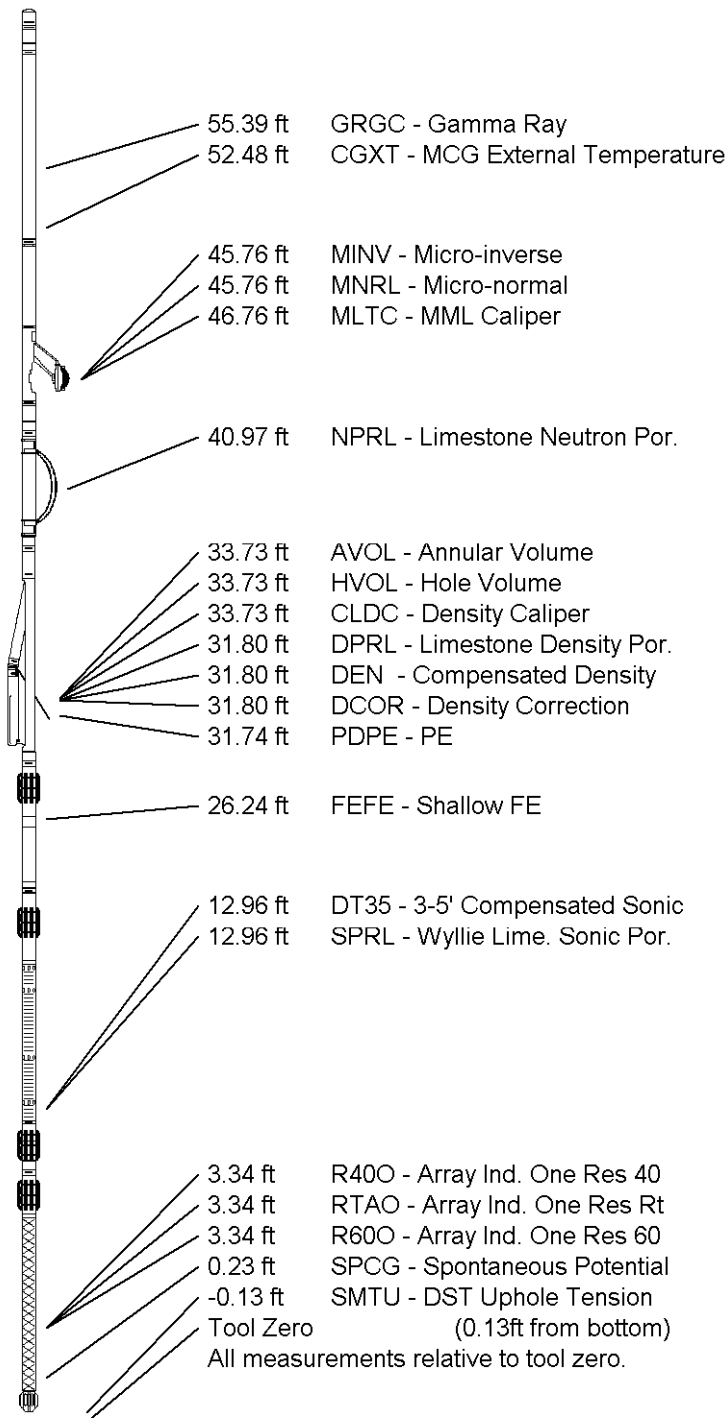 55.39 ft GRGC - Gamma Ray
52.48 ft CGXT - MCG External Temperature
45.76 ft MINV - Micro-inverse
45.76 ft MNRL - Micro-normal
46.76 ft MLTC - MML Caliper
40.97 ft NPRL - Limestone Neutron Por.
33.73 ft AVOL - Annular Volume
33.73 ft HVOL - Hole Volume
33.73 ft CLDC - Density Caliper
31.80 ft DPRL - Limestone Density Por.
31.80 ft DEN - Compensated Density
31.80 ft DCOR - Density Correction
31.74 ft PDPE - PE
26.24 ft FEFE - Shallow FE
12.96 ft DT35 - 3-5' Compensated Sonic
12.96 ft SPRL - Wyllie Lime. Sonic Por.
3.34 ft R40O - Array Ind. One Res 40
3.34 ft RTAO - Array Ind. One Res Rt
3.34 ft R60O - Array Ind. One Res 60
0.23 ft SPCG - Spontaneous Potential
-0.13 ft SMTU - DST Uphole Tension
Tool Zero (0.13ft from bottom)
All measurements relative to tool zero.